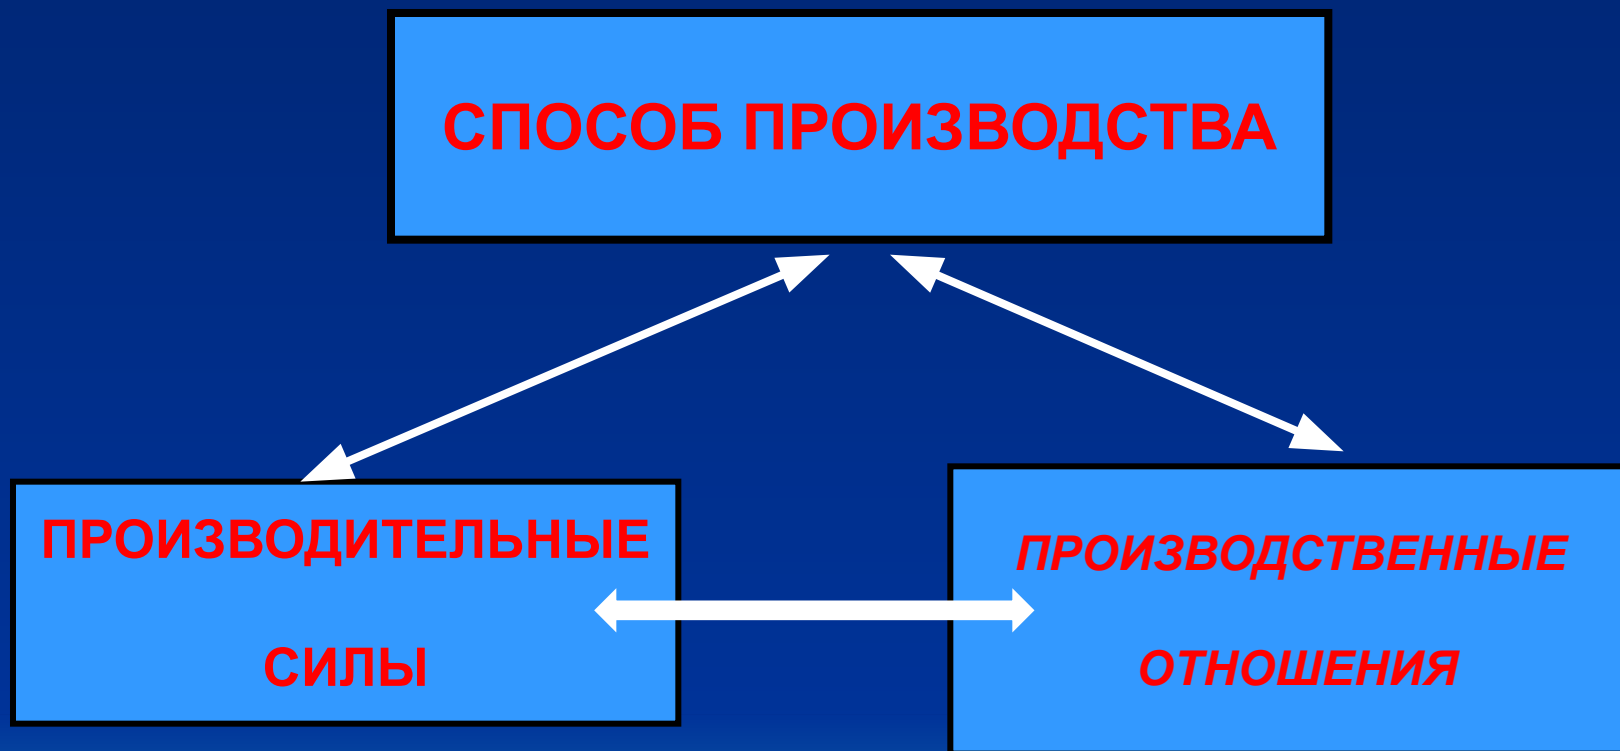 СПОСОБ ПРОИЗВОДСТВА
ПРОИЗВОДИТЕЛЬНЫЕ
СИЛЫ
ПРОИЗВОДСТВЕННЫЕ
ОТНОШЕНИЯ